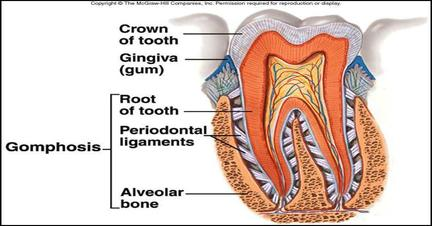 Copyright © The McGraw-Hill Companies, Inc. Permission required for reproduction or display.
Crown
of tooth
Gingiva
(gum)
Root
of tooth
Periodontal
ligaments
Gomphosis
Alveolar
bone